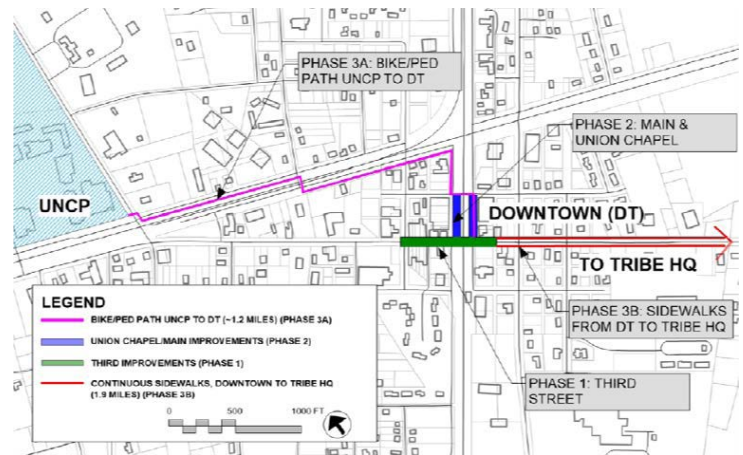 PHASE 3A: BIKE/PED
PATH UNCP TO DT
PHASE 2: MAIN &
UNION CHAPEL
UNCP
DOWNTOWN (DT)
TO TRIBE HQ
LEGEND
BIKE/PED PATH UNCP TO DT (~1.2 MILES) (PHASE 3A)
UNION CHAPEL/MAIN IMPROVEMENTS (PHASE 2)
THIRD IMPROVEMENTS (PHASE 1)
CONTINUOUS SIDEWALKS, DOWNTOWN TO TRIBE HQ
(1.9 MILES) (PHASE 3B)
0 500 1000 FT
PHASE 3B: SIDEWALKS
FROM DT TO TRIBE HQ
PHASE 1: THIRD
STREET